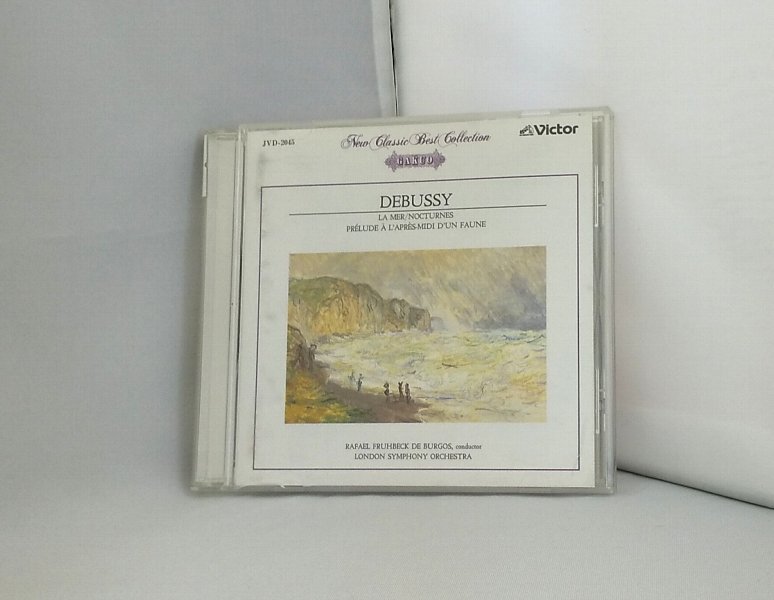 JVD-2045
New Classic Best Collection
GAKUO
Victor
DEBUSSY
LA MER/NOCTURNES
PRÉLUDE À L'APRÈS-MIDI D'UN FAUNE
RAFAEL FRUHBECK DE BURGOS, conductor
LONDON SYMPHONY ORCHESTRA